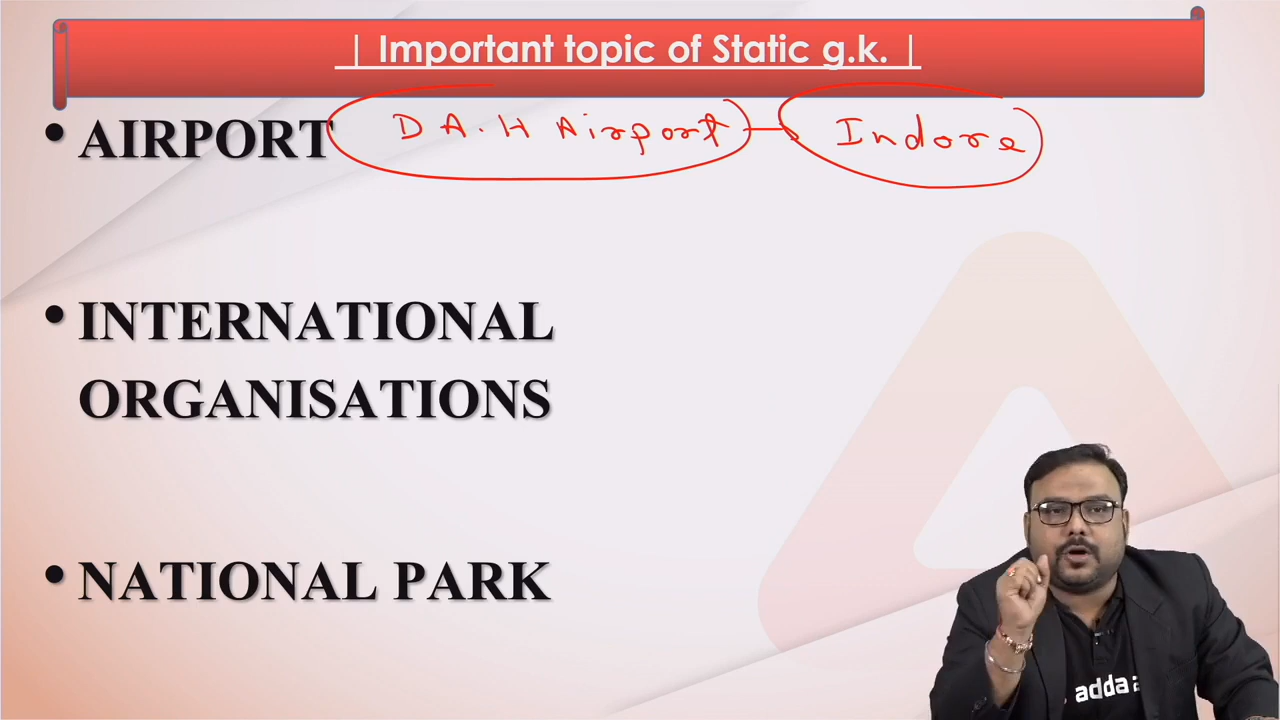 | Important topic of Static g.k. |
• AIRPORT D A.H Airport — Indore
• INTERNATIONAL
ORGANISATIONS
• NATIONAL PARK
adda